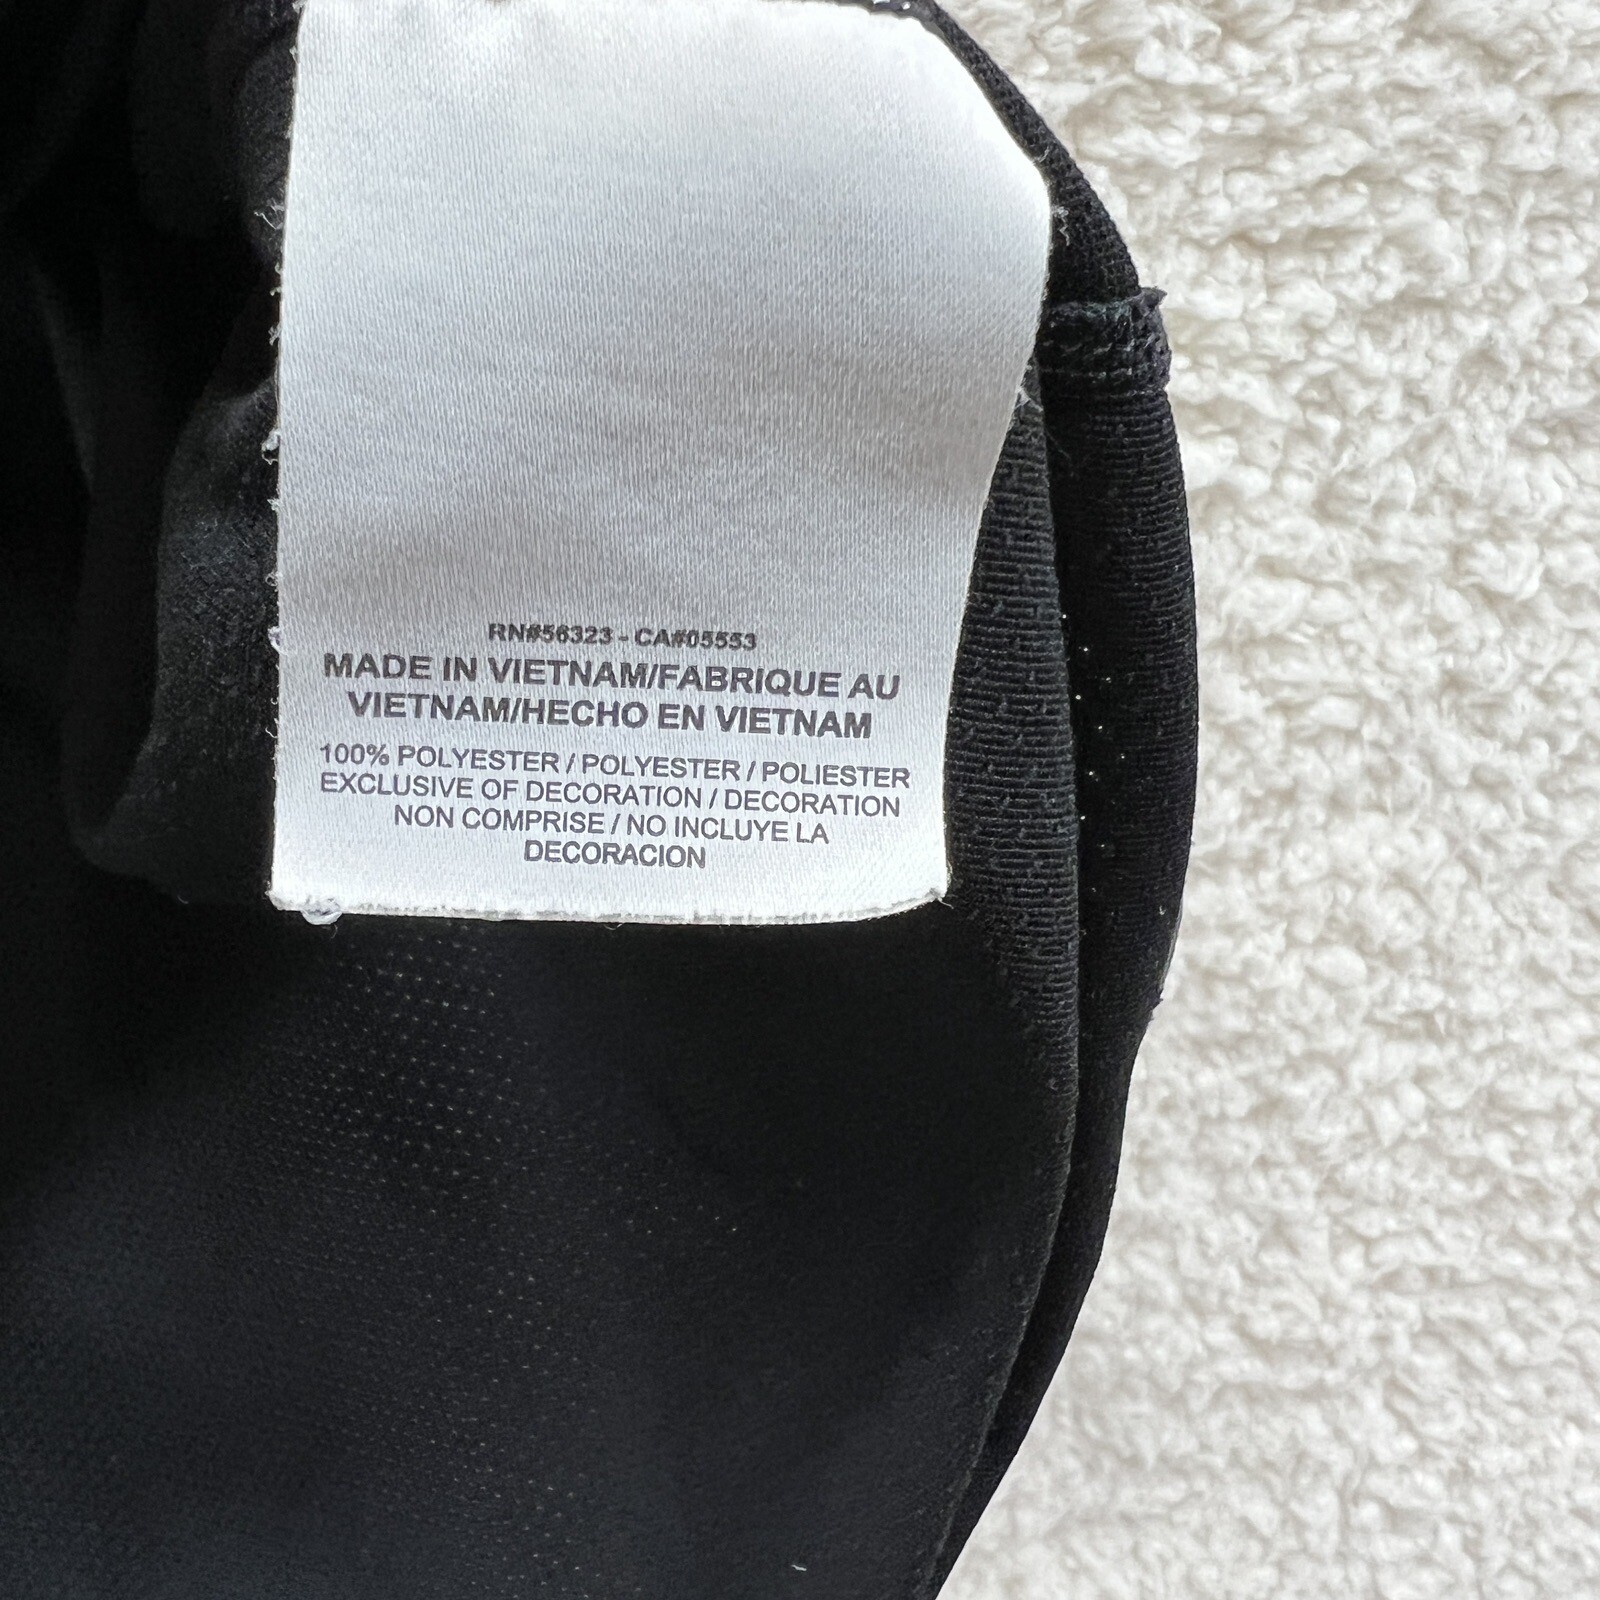 RN#56323 - CA#05553
MADE IN VIETNAM/FABRIQUE AU
VIETNAM/HECHO EN VIETNAM
100% POLYESTER / POLYESTER / POLIESTER
EXCLUSIVE OF DECORATION / DECORATION
NON COMPRISE / NO INCLUYE LA
DECORACION